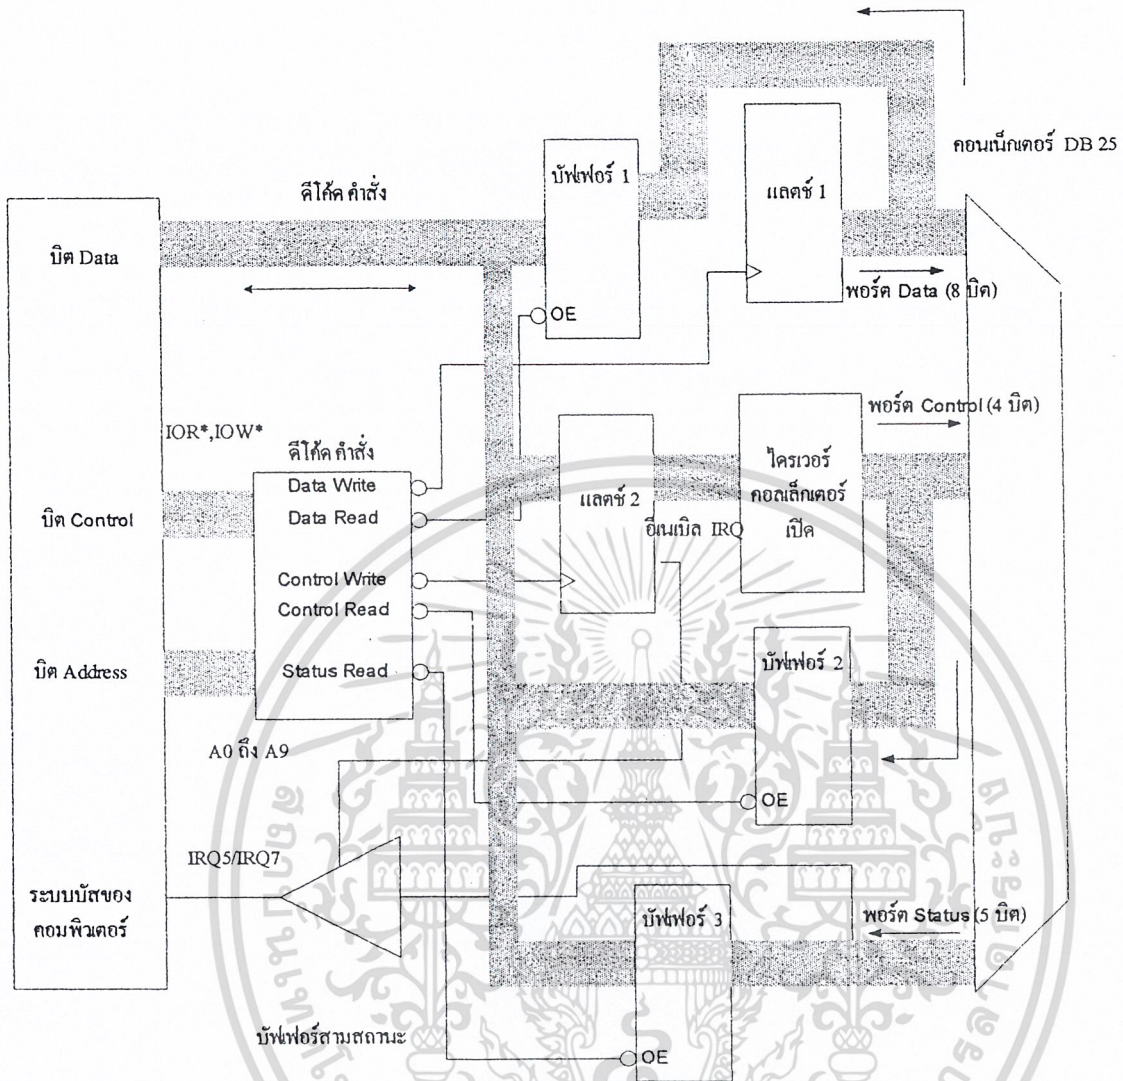 คอนเน็กเตอร์ DB 25
บัฟเฟอร์ 1
แลตช์ 1
ดีโค้ด คำสั่ง
บิต Data
พอร์ต Data (8 บิต)
OE
พอร์ต Control (4 บิต)
IOR*,IOW*
ดีโค้ด คำสั่ง
Data Write
Data Read
Control Write
Control Read
Status Read
บิต Control
แลตช์ 2
อีเนเบิล IRQ
ไดรเวอร์
คอลเล็กเตอร์
เปิด
บิต Address
บัฟเฟอร์ 2
A0 ถึง A9
OE
IRQ5/IRQ7
ระบบบัสของ
คอมพิวเตอร์
บัฟเฟอร์ 3
พอร์ต Status (5 บิต)
บัฟเฟอร์สามสถานะ
OE